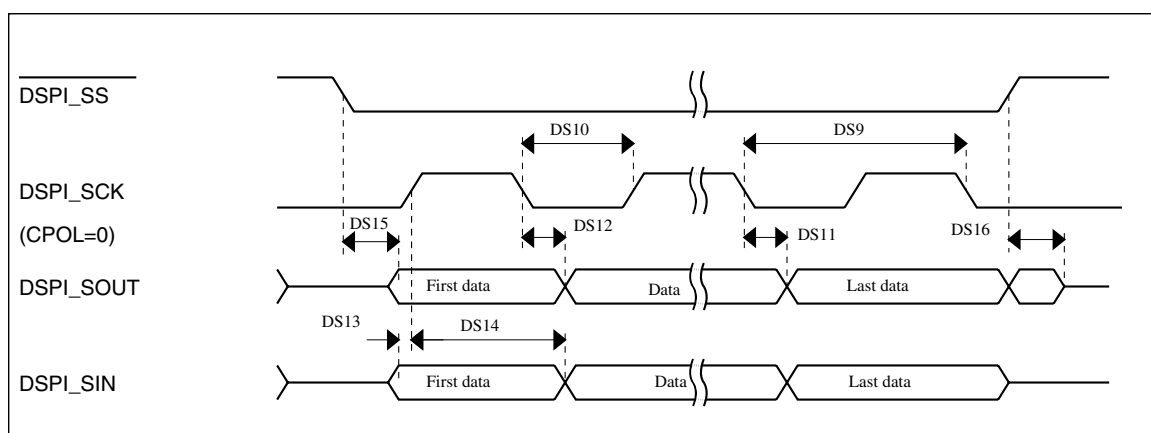 DSPI_SS
DS10
DS9
DSPI_SCK
(CPOL=0)
DS15
DS12
DS11
DS16
DSPI_SOUT
First data
Data
Last data
DS13
DS14
DSPI_SIN
First data
Data
Last data